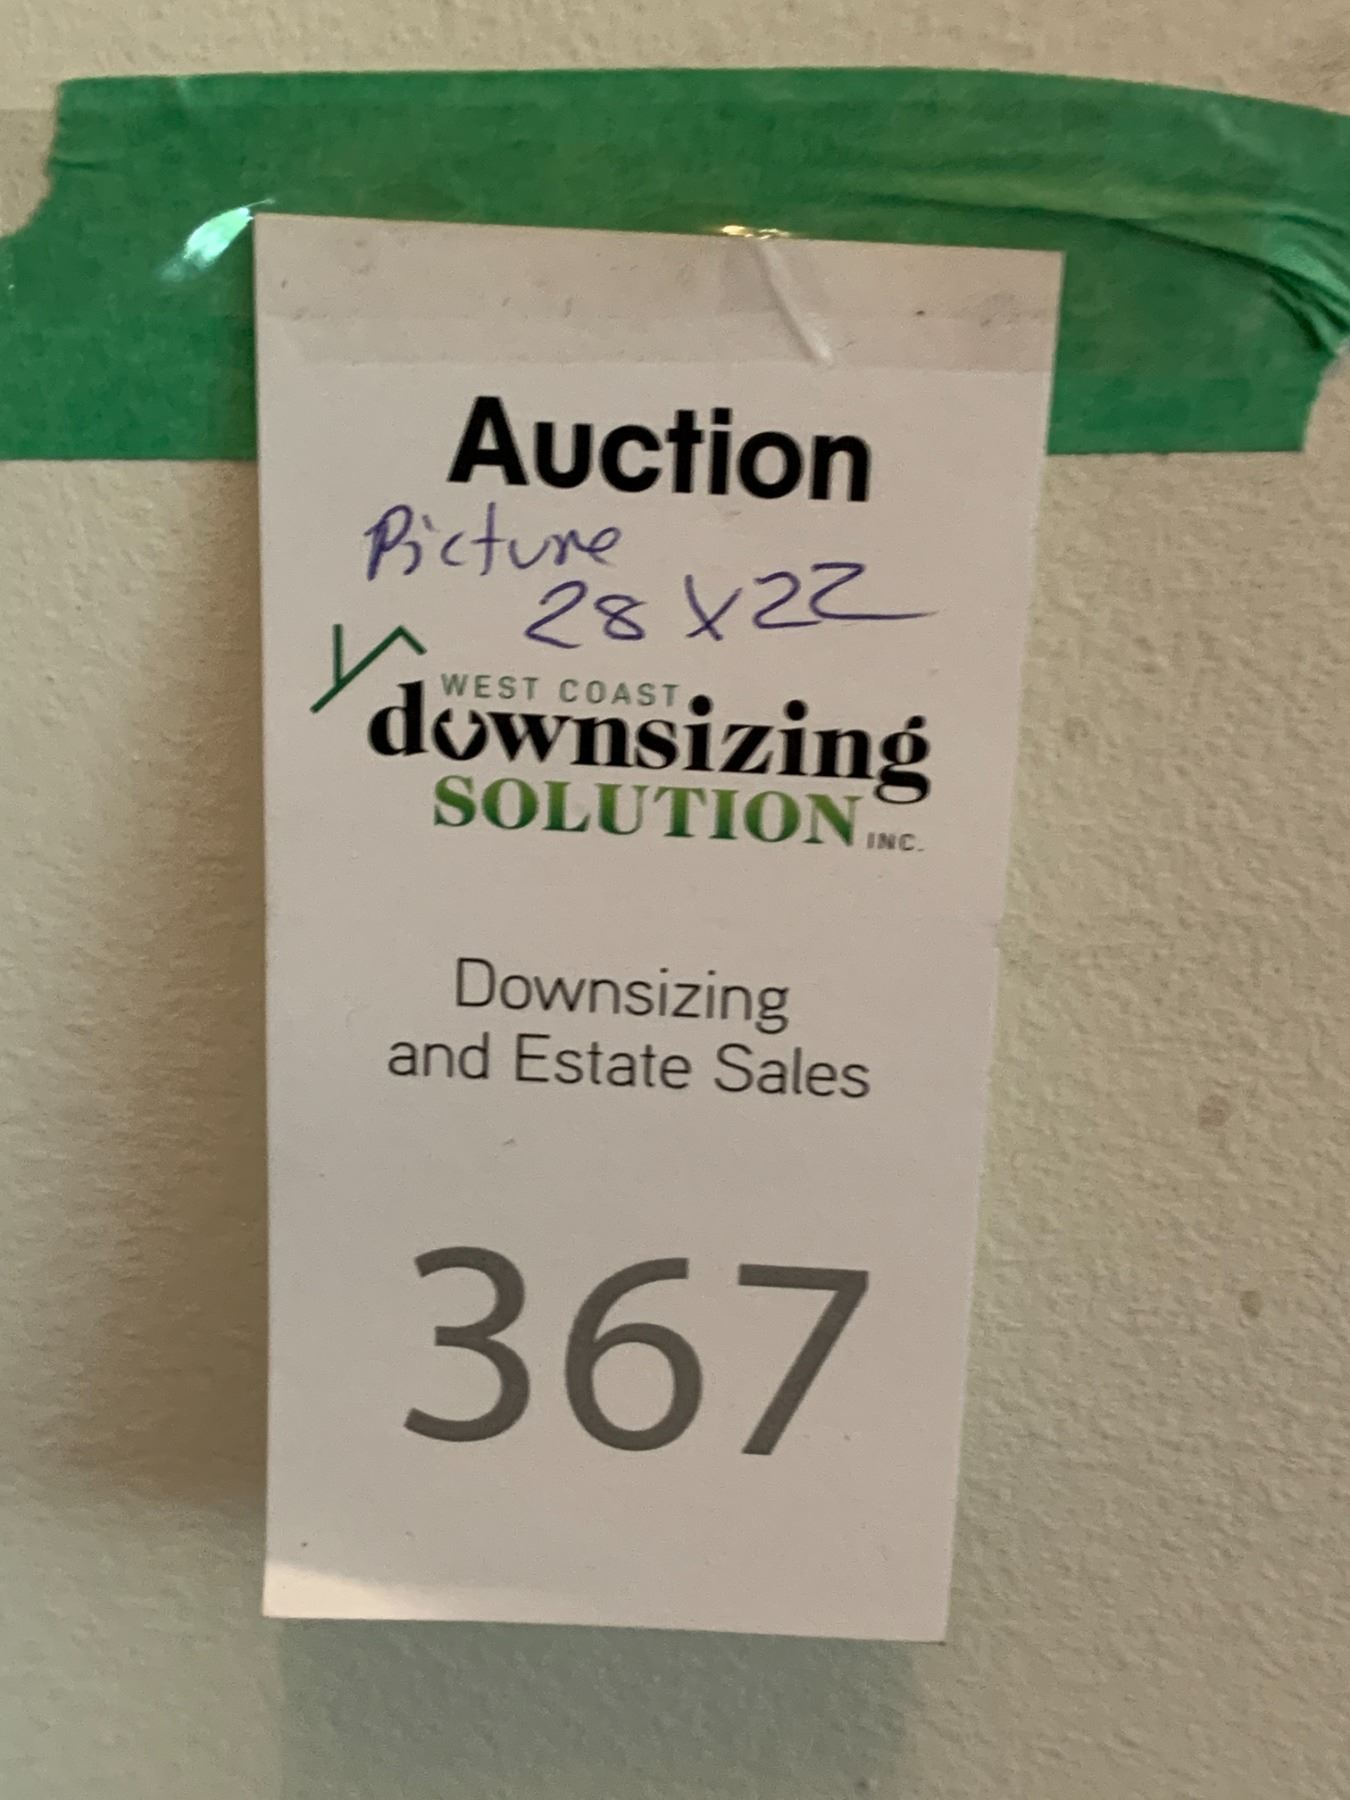 Auction
Picture
28 x 22
WEST COAST
downsizing
SOLUTION INC.
Downsizing
and Estate Sales
367